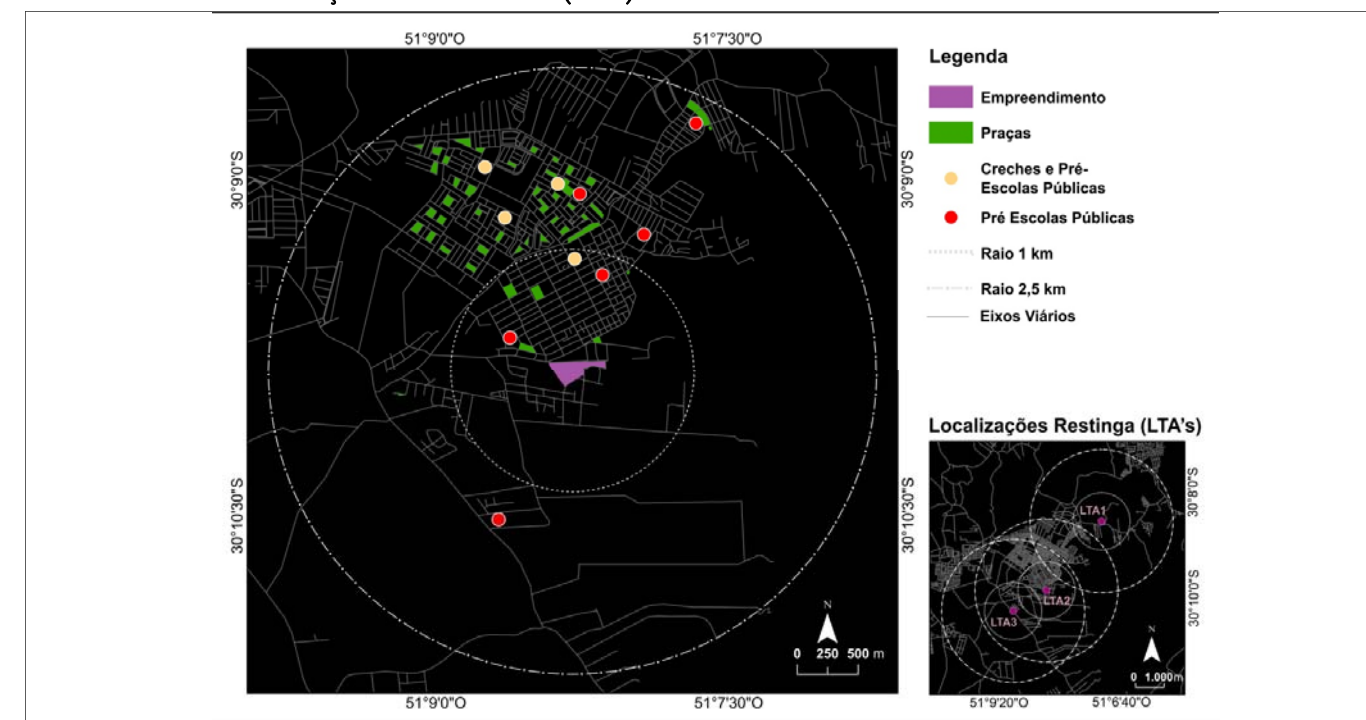 51°9'0"O 51°7'30"O
30°9'0"S 30°9'0"S
30°10'30"S 30°10'30"S
N
0 250 500 m
51°9'0"O 51°7'30"O
Legenda
Empreendimento
Praças
Creches e Pré-
Escolas Públicas
Pré Escolas Públicas
Raio 1 km
Raio 2,5 km
Eixos Viários
Localizações Restinga (LTA's)
LTA1
LTA2
LTA3
30°8'0"S
30°10'0"S
N
0 1.000m
51°9'20"O 51°6'40"O